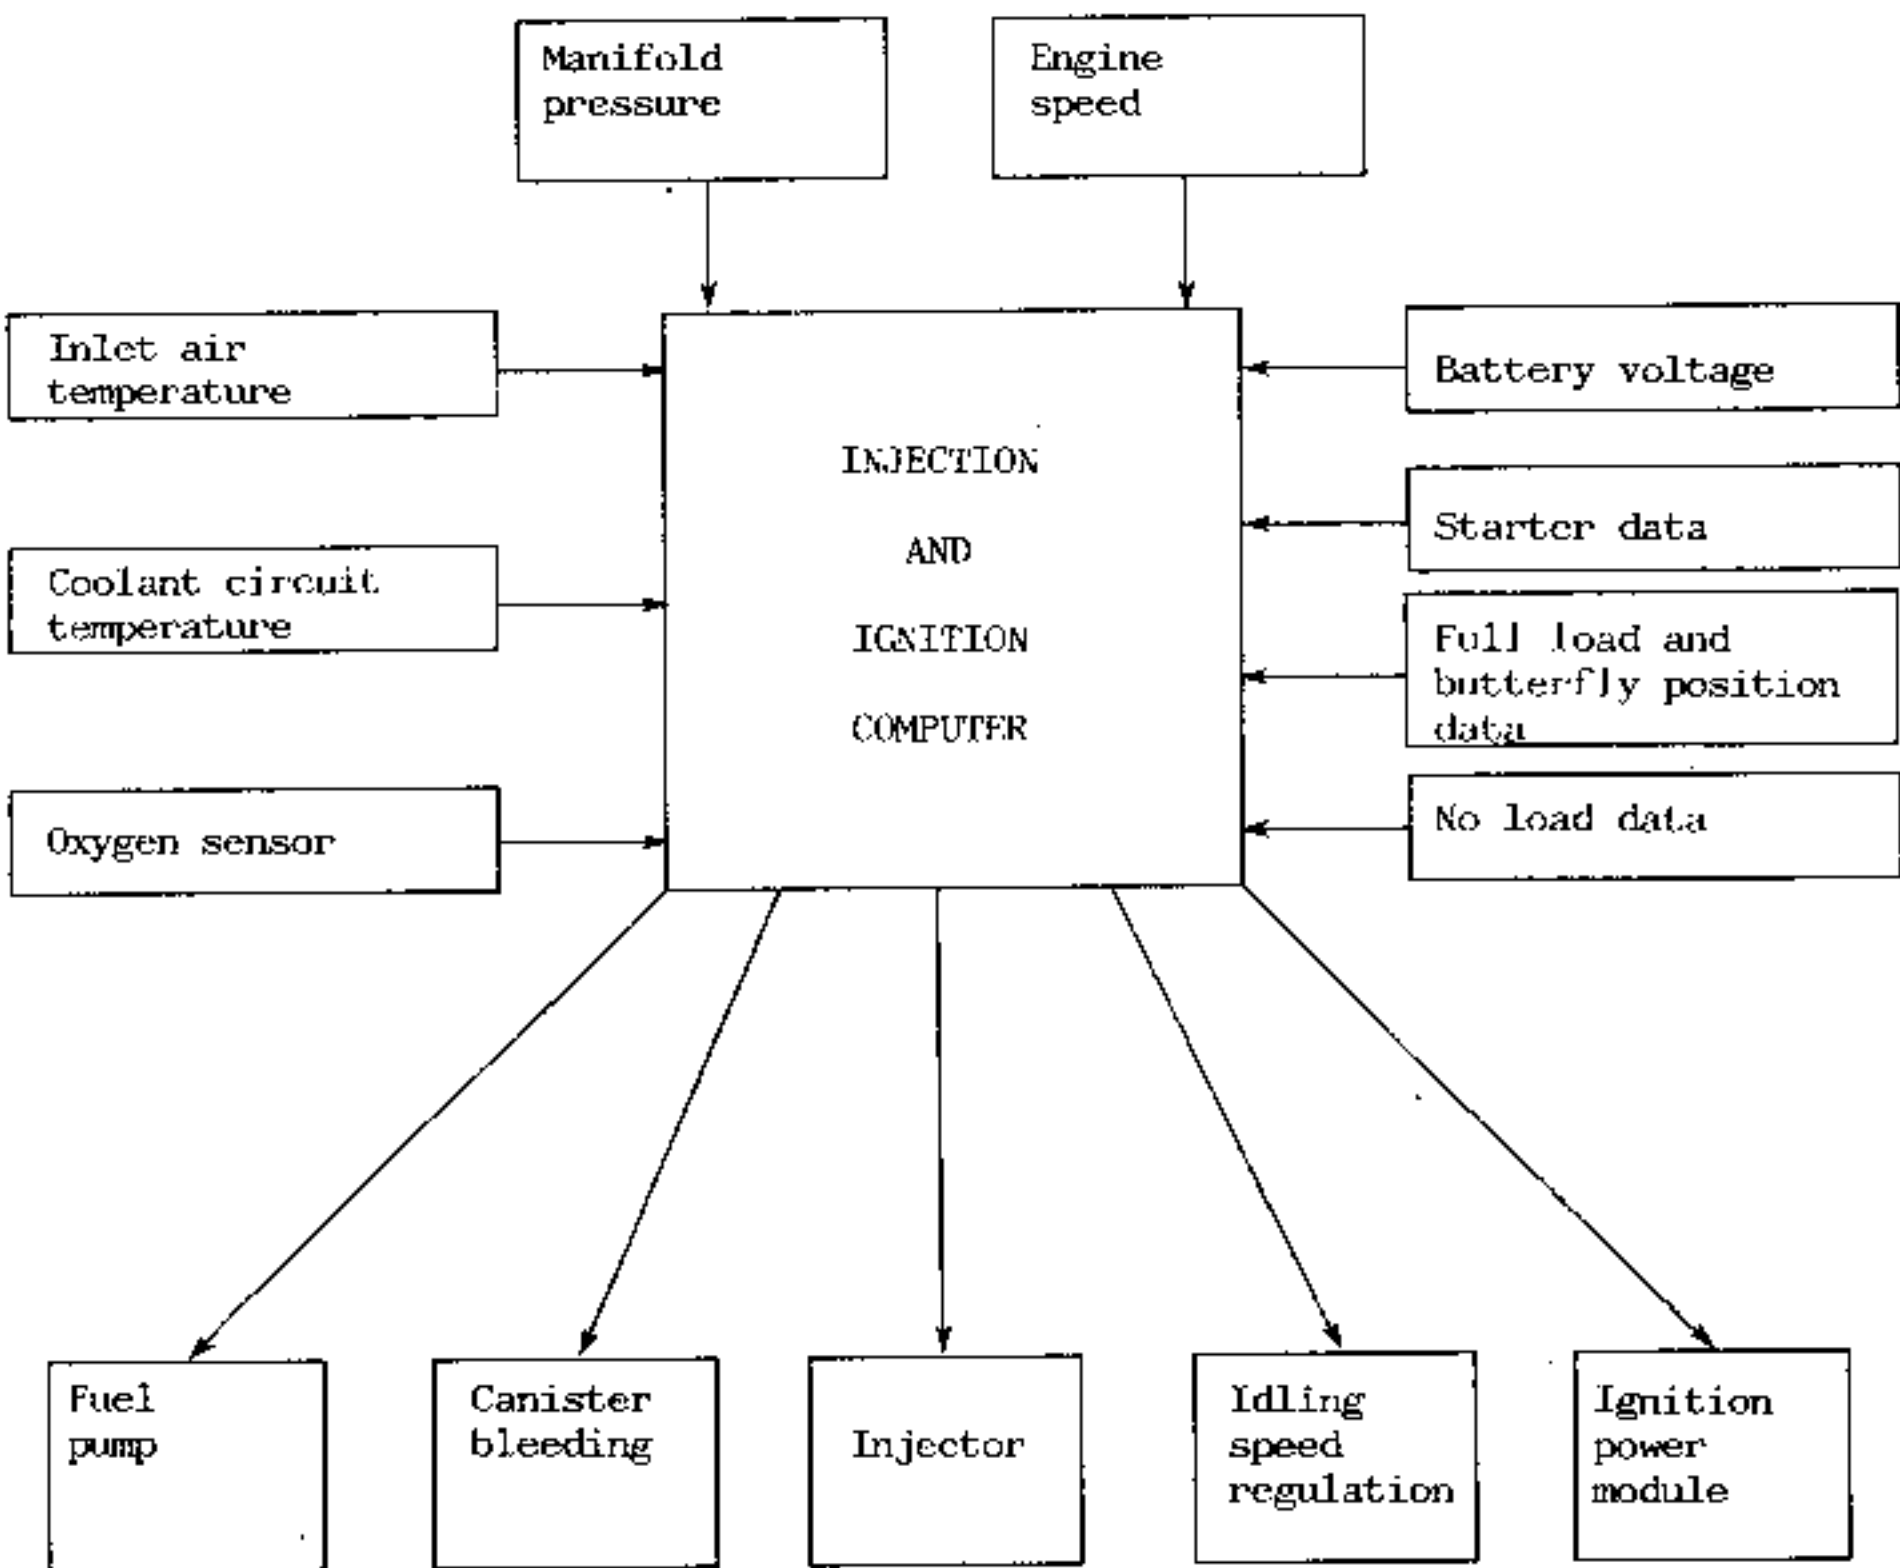 Manifold
pressure
Engine
speed
Inlet air
temperature
Coolant circuit
temperature
Oxygen sensor
INJECTION
AND
IGNITION
COMPUTER
Battery voltage
Starter data
Full load and
butterfly position
data
No load data
Fuel
pump
Canister
bleeding
Injector
Idling
speed
regulation
Ignition
power
module